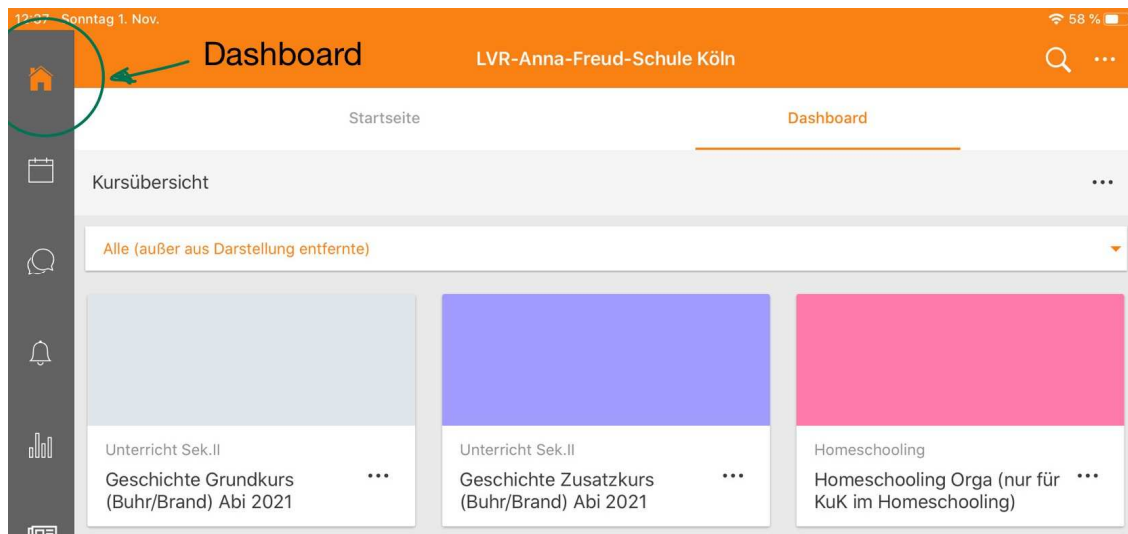 12:37 Sonntag 1. Nov.
58 %
Dashboard
LVR-Anna-Freud-Schule Köln
Startseite
Dashboard
Kursübersicht
Alle (außer aus Darstellung entfernte)
Unterricht Sek.II
Geschichte Grundkurs
(Buhr/Brand) Abi 2021
Unterricht Sek.II
Geschichte Zusatzkurs
(Buhr/Brand) Abi 2021
Homeschooling
Homeschooling Orga (nur für
KuK im Homeschooling)